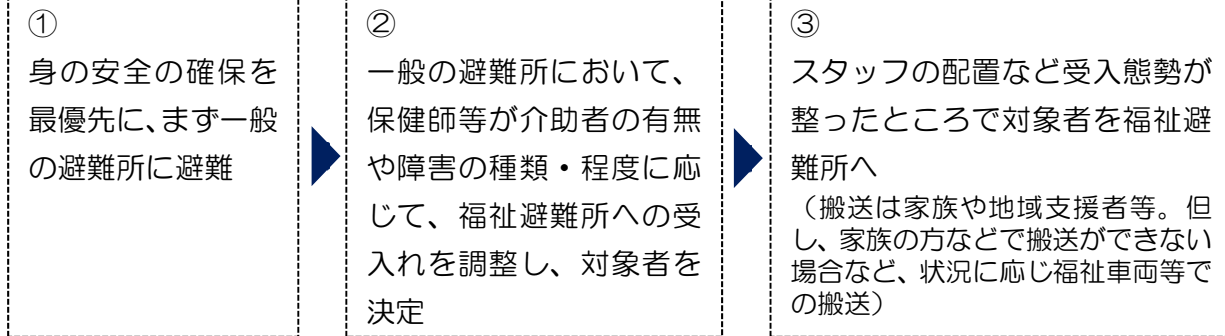 ①
身の安全の確保を
最優先に、まず一般
の避難所に避難
②
一般の避難所において、
保健師等が介助者の有無
や障害の種類・程度に応
じて、福祉避難所への受
入れを調整し、対象者を
決定
③
スタッフの配置など受入態勢が
整ったところで対象者を福祉避
難所へ
（搬送は家族や地域支援者等。但
し、家族の方などで搬送ができない
場合など、状況に応じ福祉車両等で
の搬送）